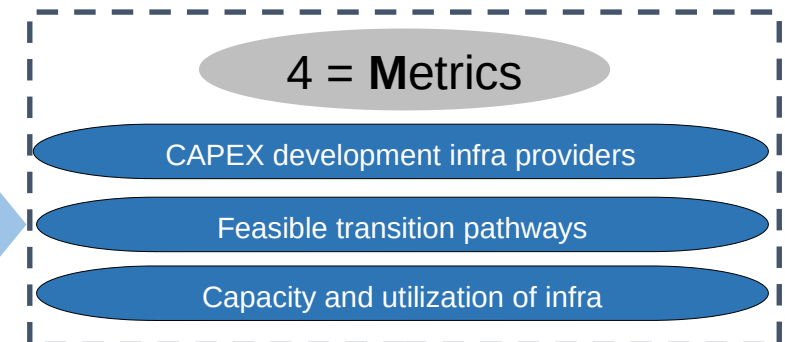 4 = Metrics
CAPEX development infra providers
Feasible transition pathways
Capacity and utilization of infra